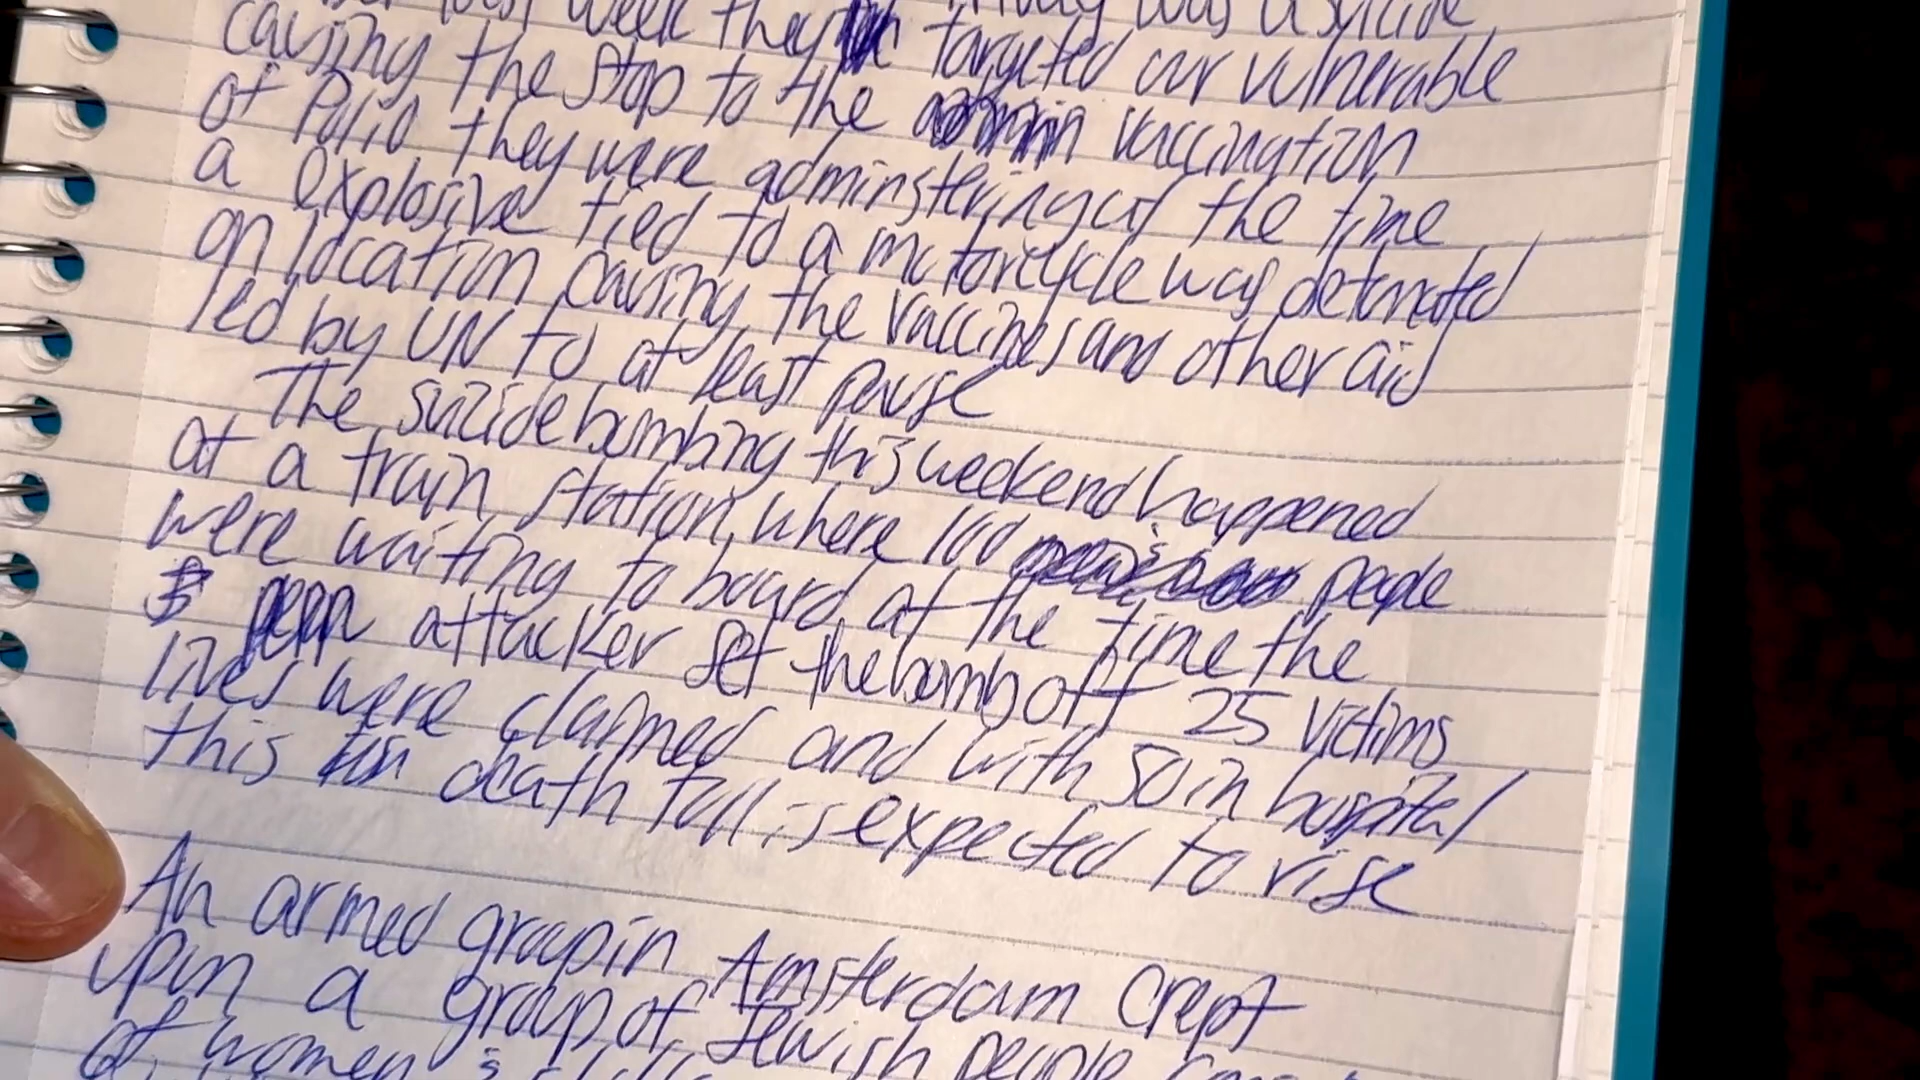 last week they targeted our vulnerable
causing the stop to the vaccination
of Polio they were adminstering at the time
a explosive tied to a motorcycle was detonated
on location causing the vaccines and other aid
led by UN to at least pause
The suicide bombing this weekend happened
at a train station, where 100 people
were waiting to board at the time the
attacker set the bomb off 25 victims
lives were claimed and with 50 in hospital
this death toll is expected to rise
An armed group in Amsterdam crept
upon a group of Jewish people
of women's